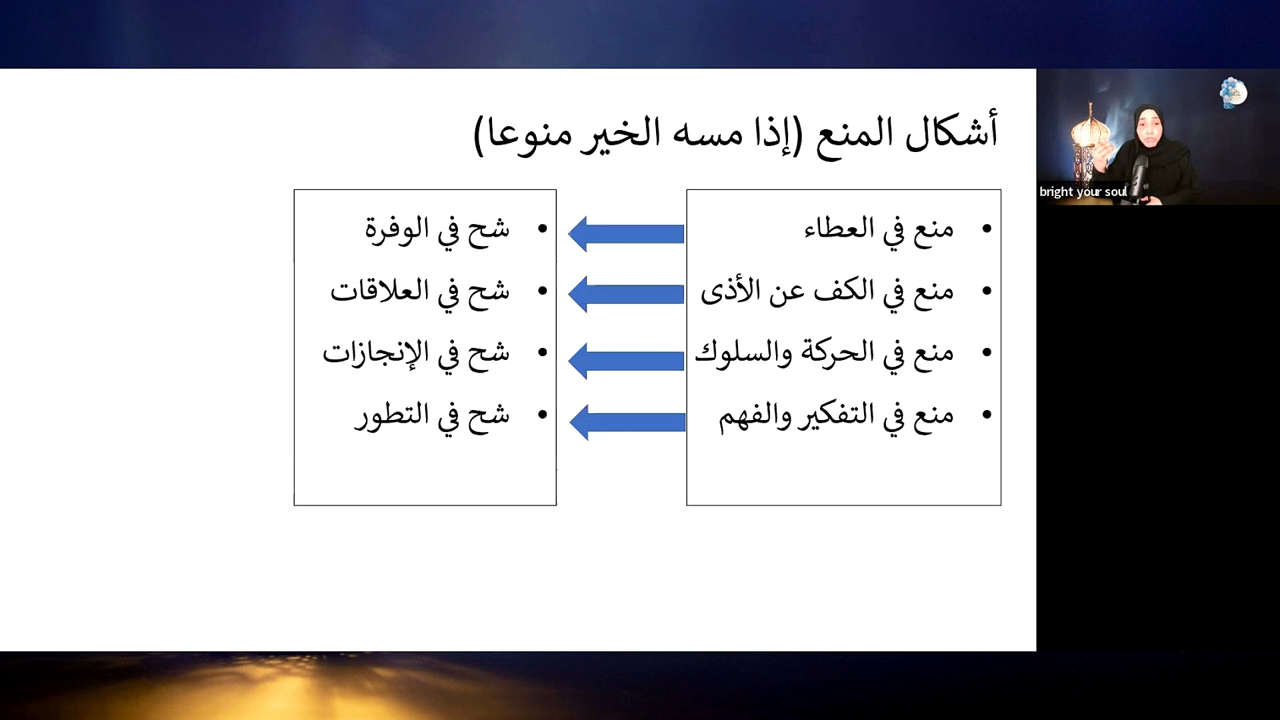 أشكال المنع (إذا مسه الخير منوعا)
• منع في العطاء
• منع في الكف عن الأذى
• منع في الحركة والسلوك
• منع في التفكير والفهم
• شح في الوفرة
• شح في العلاقات
• شح في الإنجازات
• شح في التطور
bright your soul